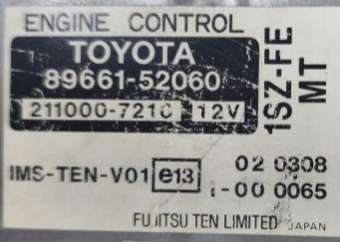 ENGINE CONTROL
TOYOTA
89661-52060
211000-7210 12V
1SZ-FE
MT
IMS-TEN-V01 e13 02 0308
1-00 0065
FUJITSU TEN LIMITED JAPAN